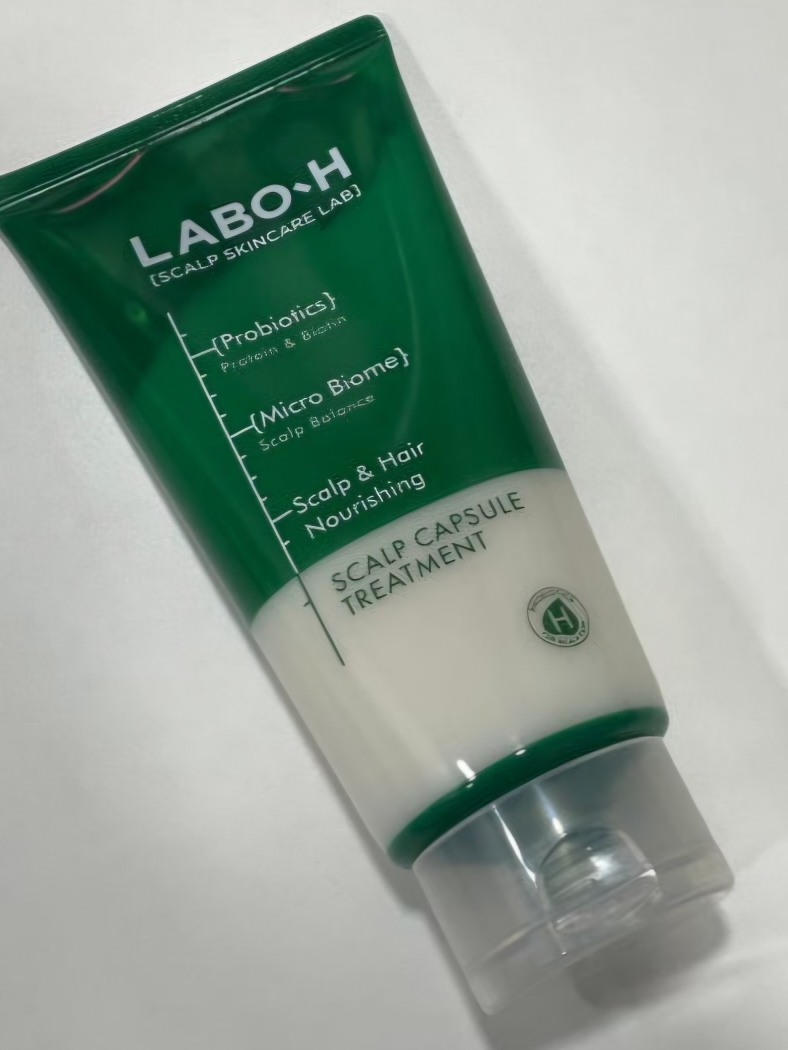 LABO◆H
[SCALP SKINCARE LAB]
{Probiotics}
Protein & Biotin
{Micro Biome}
Scalp Balance
Scalp & Hair
Nourishing
SCALP CAPSULE
TREATMENT
H